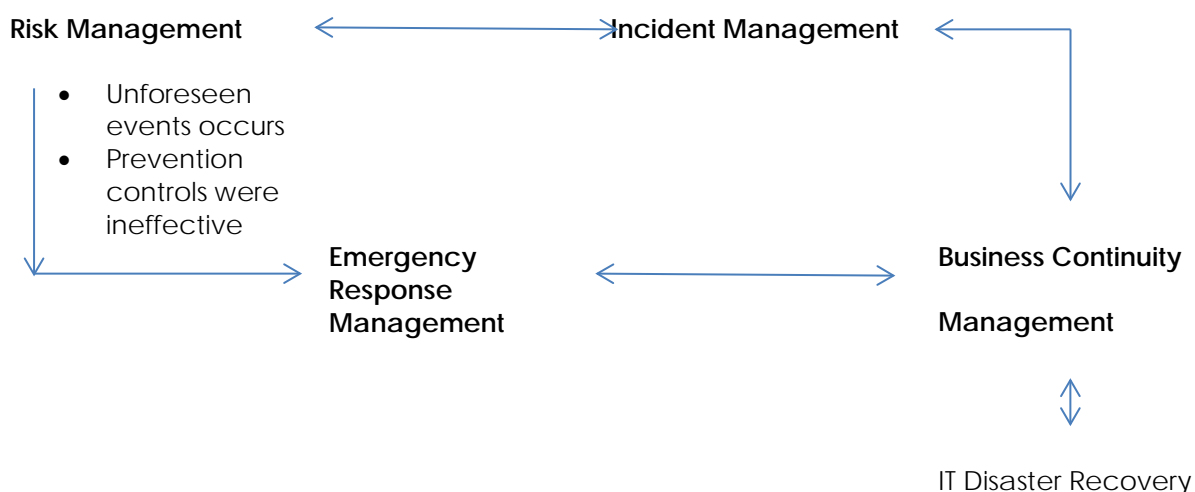 Risk Management
Incident Management
• Unforeseen
events occurs
• Prevention
controls were
ineffective
Emergency
Response
Management
Business Continuity
Management
IT Disaster Recovery